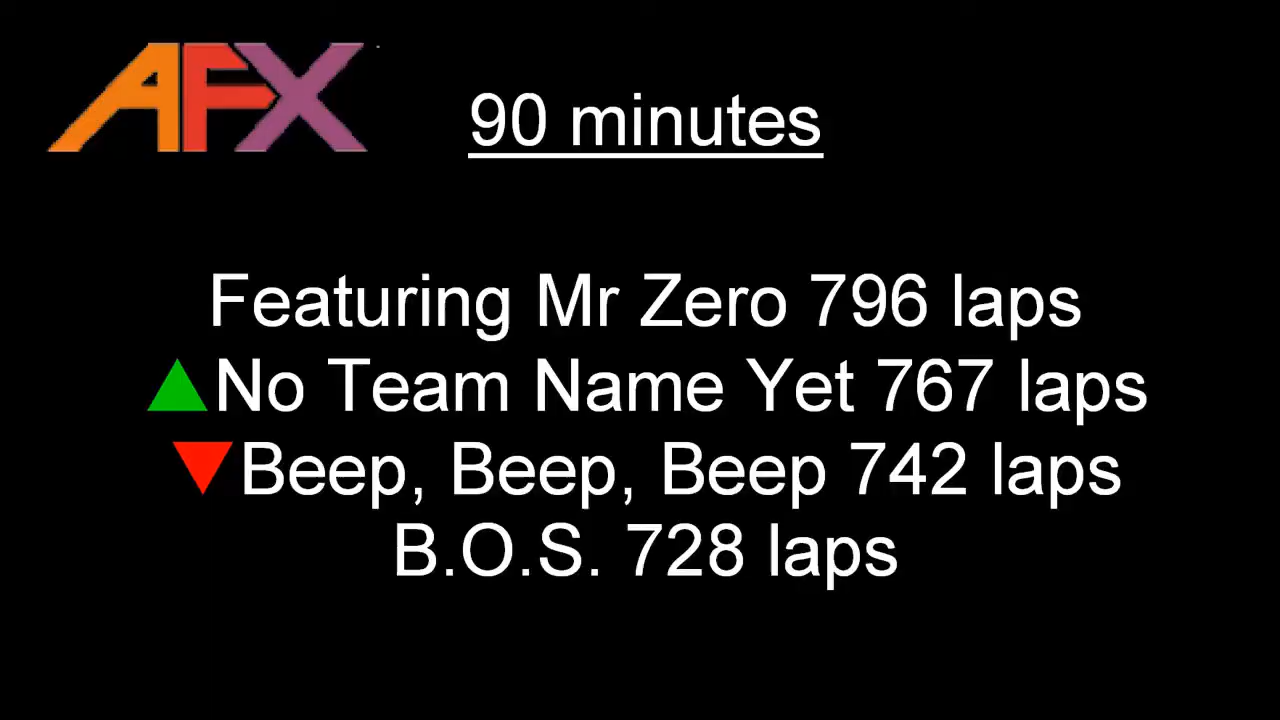 AFX
90 minutes
Featuring Mr Zero 796 laps
No Team Name Yet 767 laps
Beep, Beep, Beep 742 laps
B.O.S. 728 laps